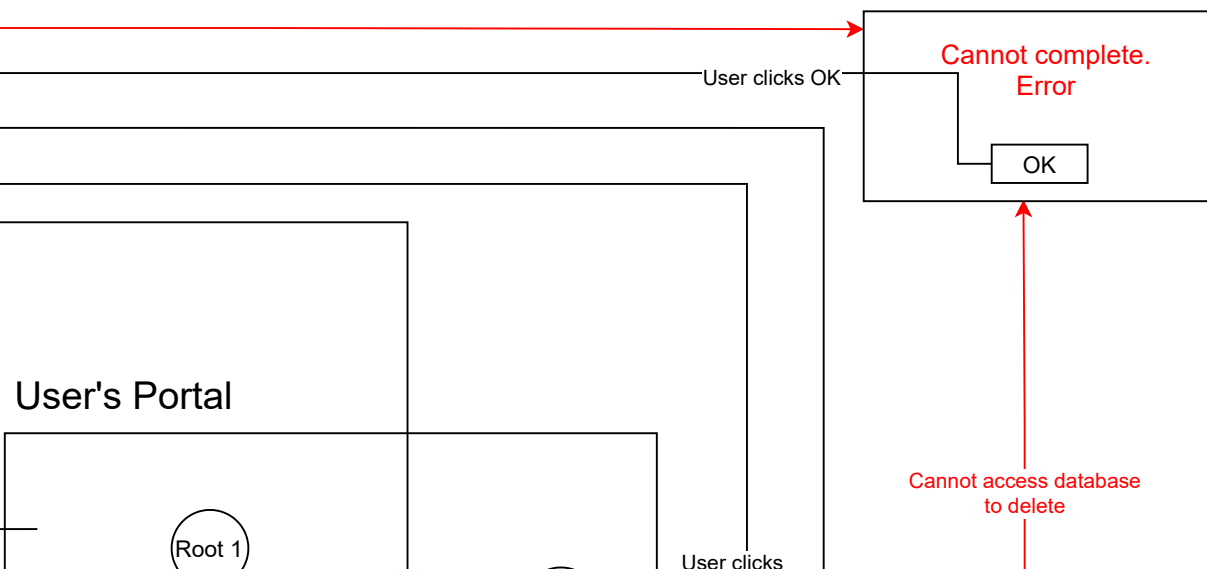 Cannot complete.
Error
User clicks OK
OK
User's Portal
Cannot access database
to delete
Root 1
User clicks